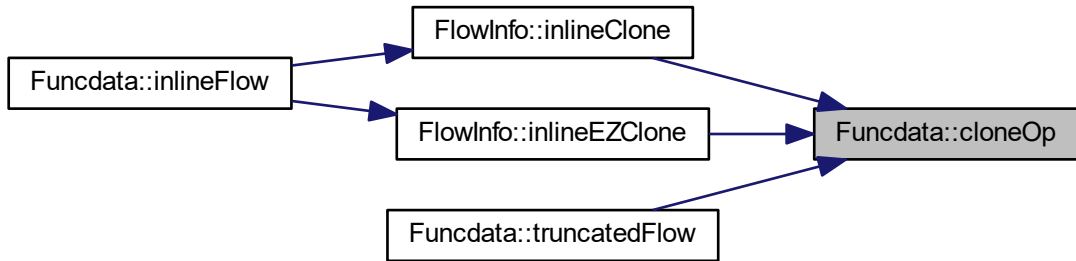 FlowInfo::inlineClone
Funcdata::inlineFlow
FlowInfo::inlineEZClone
Funcdata::cloneOp
Funcdata::truncatedFlow